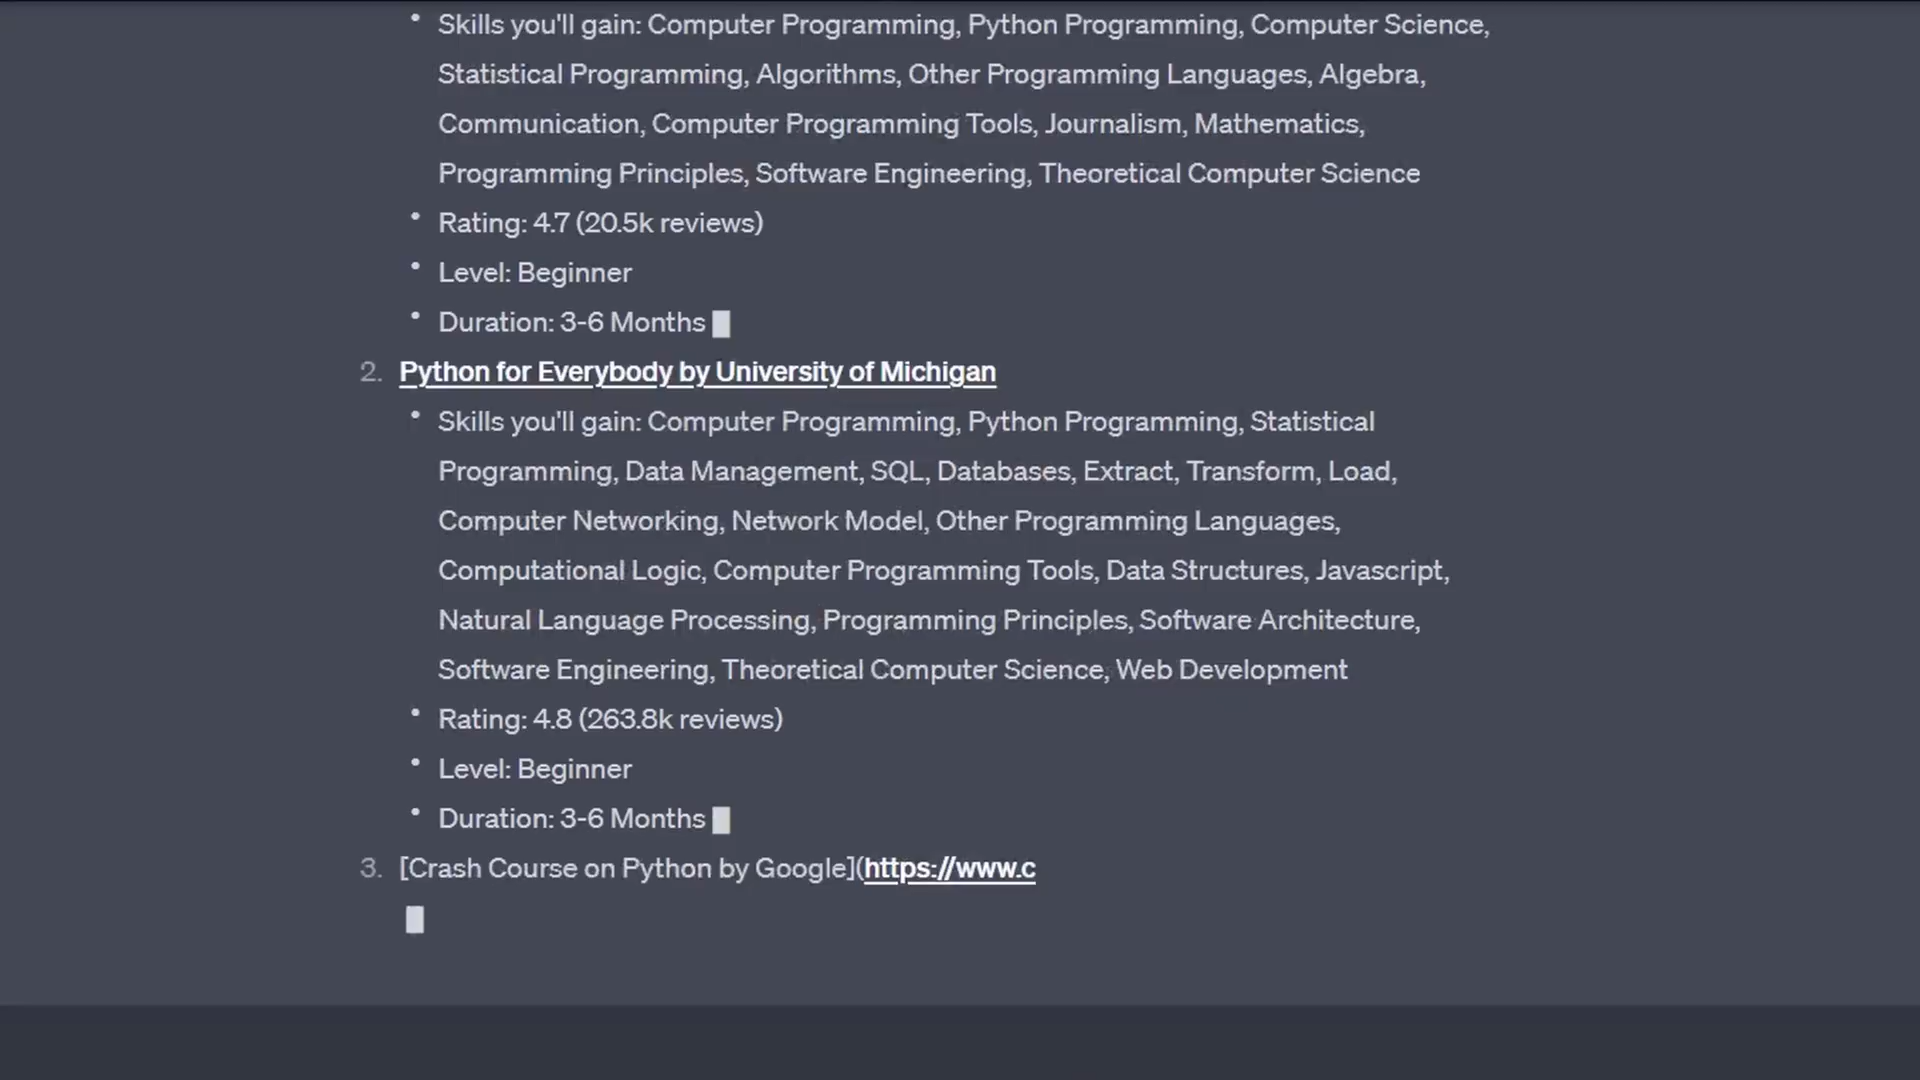 • Skills you'll gain: Computer Programming, Python Programming, Computer Science,
Statistical Programming, Algorithms, Other Programming Languages, Algebra,
Communication, Computer Programming Tools, Journalism, Mathematics,
Programming Principles, Software Engineering, Theoretical Computer Science
• Rating: 4.7 (20.5k reviews)
• Level: Beginner
• Duration: 3-6 Months
2. Python for Everybody by University of Michigan
• Skills you'll gain: Computer Programming, Python Programming, Statistical
Programming, Data Management, SQL, Databases, Extract, Transform, Load,
Computer Networking, Network Model, Other Programming Languages,
Computational Logic, Computer Programming Tools, Data Structures, Javascript,
Natural Language Processing, Programming Principles, Software Architecture,
Software Engineering, Theoretical Computer Science, Web Development
• Rating: 4.8 (263.8k reviews)
• Level: Beginner
• Duration: 3-6 Months
3. [Crash Course on Python by Google](https://www.c